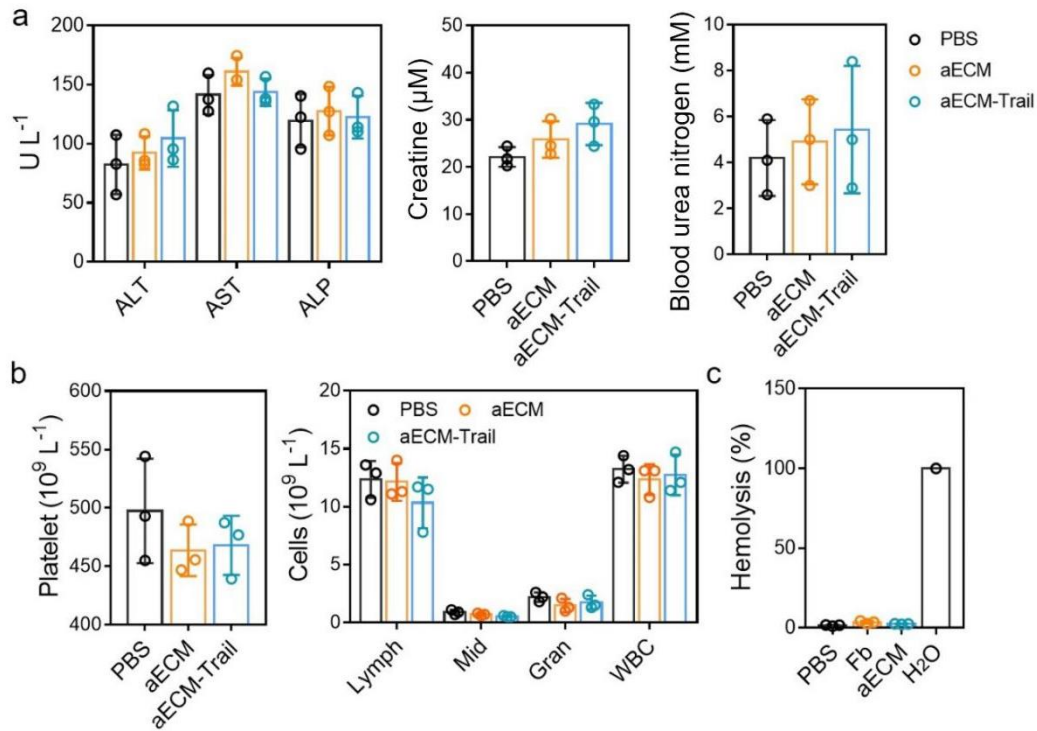 a
200
150
100
50
0
U L⁻¹
ALT
AST
ALP
50
40
30
20
10
0
Creatine (µM)
PBS
aECM
aECM-Trail
10
8
6
4
2
0
Blood urea nitrogen (mM)
PBS
aECM
aECM-Trail
PBS
aECM
aECM-Trail
b
600
550
500
450
400
Platelet (10⁹ L⁻¹)
PBS
aECM
aECM-Trail
PBS aECM
aECM-Trail
20
15
10
5
0
Cells (10⁹ L⁻¹)
Lymph
Mid
Gran
WBC
c
150
100
50
0
Hemolysis (%)
PBS
Fb
aECM
H2O